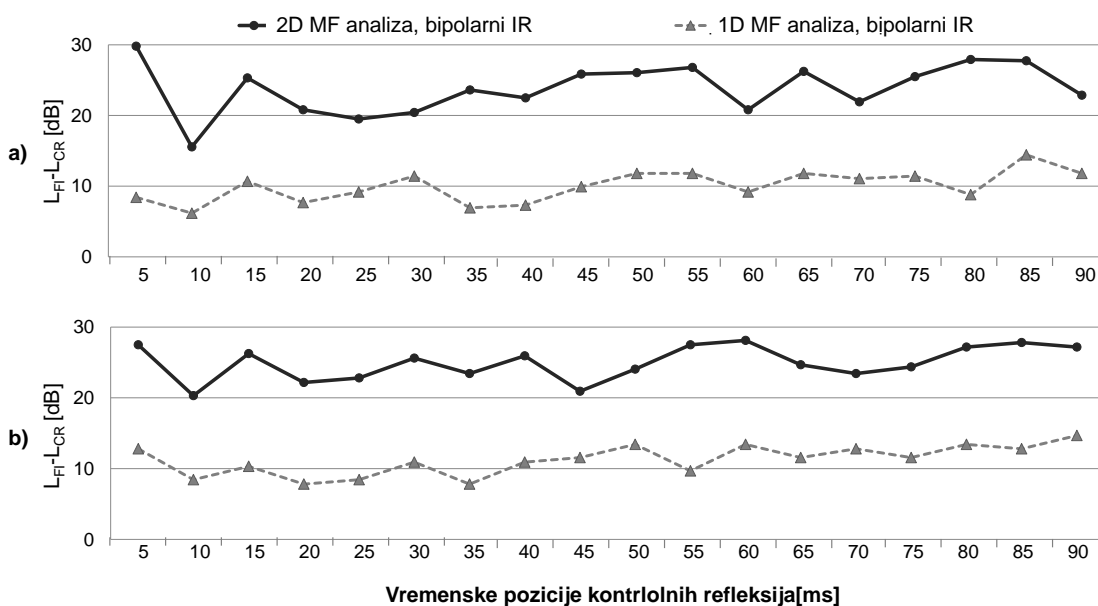 2D MF analiza, bipolarni IR
1D MF analiza, bipolarni IR
a)
L_FI-L_CR [dB]
30
20
10
0
5 10 15 20 25 30 35 40 45 50 55 60 65 70 75 80 85 90
b)
L_FI-L_CR [dB]
30
20
10
0
5 10 15 20 25 30 35 40 45 50 55 60 65 70 75 80 85 90
Vremenske pozicije kontrlolnih refleksija[ms]